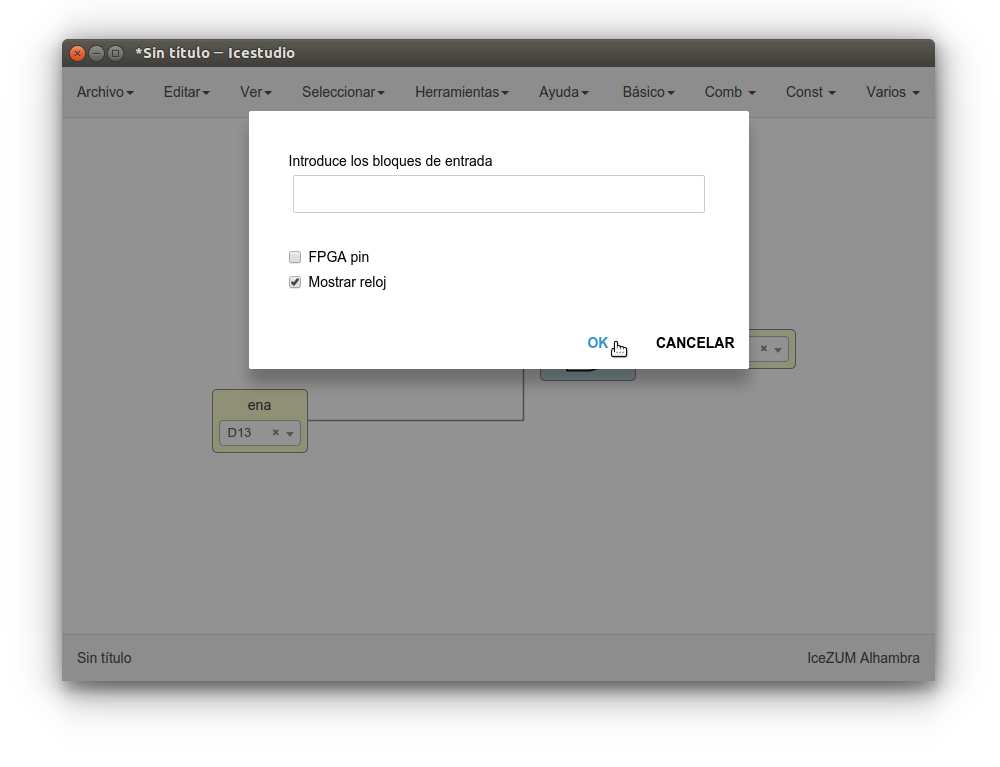 *Sin título — Icestudio
Archivo Editar Ver Seleccionar Herramientas Ayuda Básico Comb Const Varios
Introduce los bloques de entrada
FPGA pin
Mostrar reloj
OK CANCELAR
ena
D13
Sin título IceZUM Alhambra